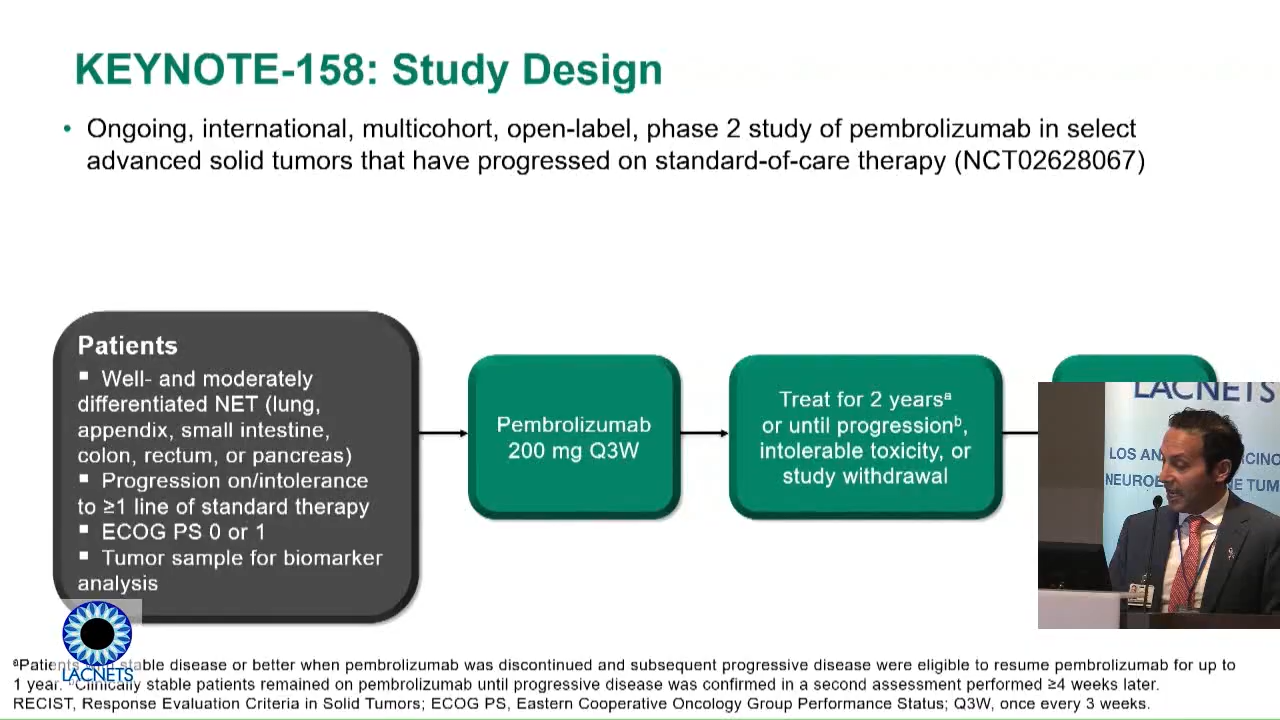 KEYNOTE-158: Study Design
• Ongoing, international, multicohort, open-label, phase 2 study of pembrolizumab in select
advanced solid tumors that have progressed on standard-of-care therapy (NCT02628067)
Patients
▪ Well- and moderately
differentiated NET (lung,
appendix, small intestine,
colon, rectum, or pancreas)
▪ Progression on/intolerance
to ≥1 line of standard therapy
▪ ECOG PS 0 or 1
▪ Tumor sample for biomarker
analysis
Pembrolizumab
200 mg Q3W
Treat for 2 yearsᵃ
or until progressionᵇ,
intolerable toxicity, or
study withdrawal
LACNETS
LOS AN
NEURO TUM
LACNETS
stable disease or better when pembrolizumab was discontinued and subsequent progressive disease were eligible to resume pembrolizumab for up to
1 year. Clinically stable patients remained on pembrolizumab until progressive disease was confirmed in a second assessment performed ≥4 weeks later.
RECIST, Response Evaluation Criteria in Solid Tumors; ECOG PS, Eastern Cooperative Oncology Group Performance Status; Q3W, once every 3 weeks.